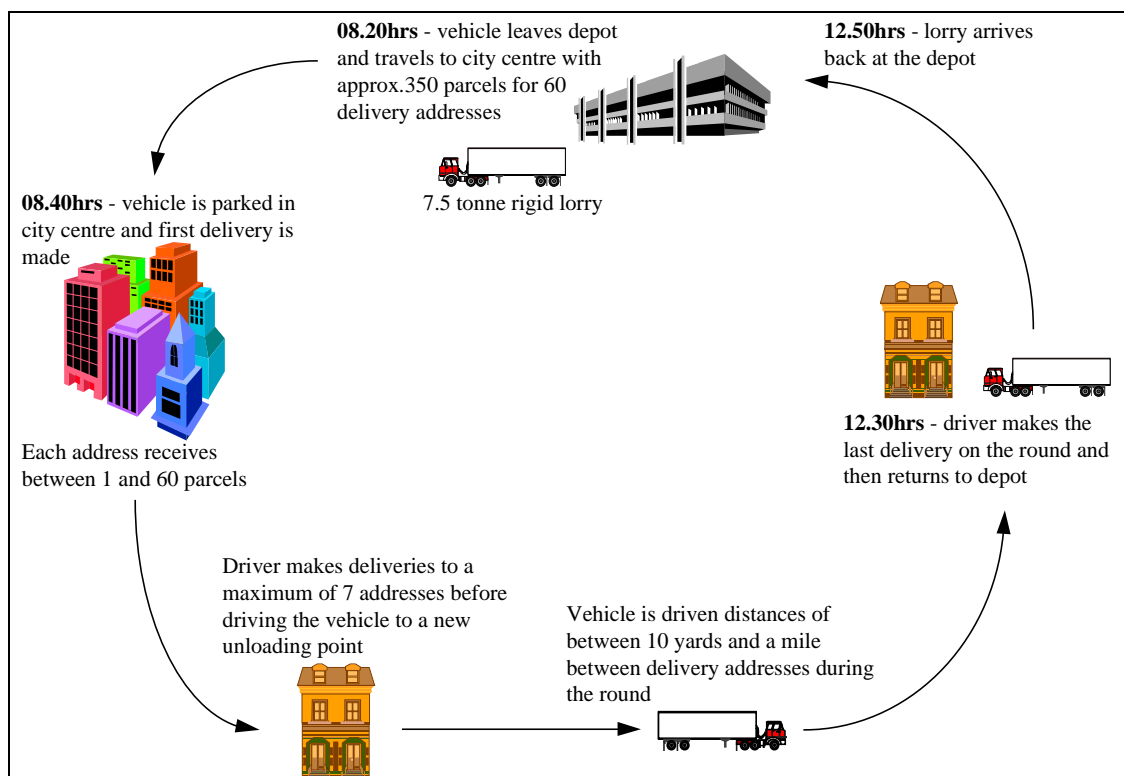 08.20hrs - vehicle leaves depot
and travels to city centre with
approx.350 parcels for 60
delivery addresses
7.5 tonne rigid lorry
08.40hrs - vehicle is parked in
city centre and first delivery is
made
Each address receives
between 1 and 60 parcels
Driver makes deliveries to a
maximum of 7 addresses before
driving the vehicle to a new
unloading point
Vehicle is driven distances of
between 10 yards and a mile
between delivery addresses during
the round
12.30hrs - driver makes the
last delivery on the round and
then returns to depot
12.50hrs - lorry arrives
back at the depot